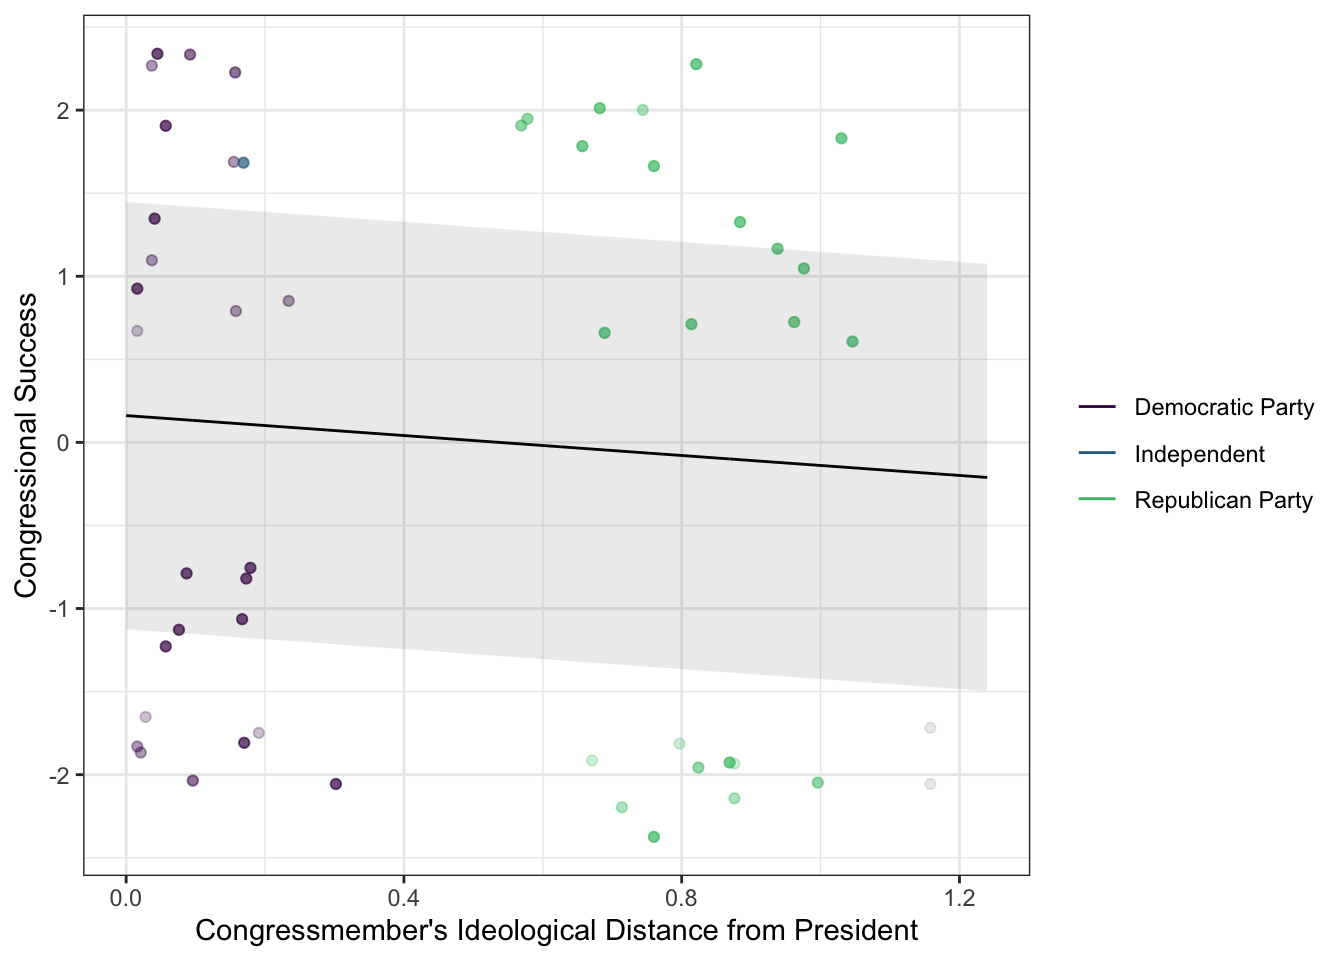 2
1
0
-1
-2
Congressional Success
0.0 0.4 0.8 1.2
Congressmember's Ideological Distance from President
Democratic Party
Independent
Republican Party